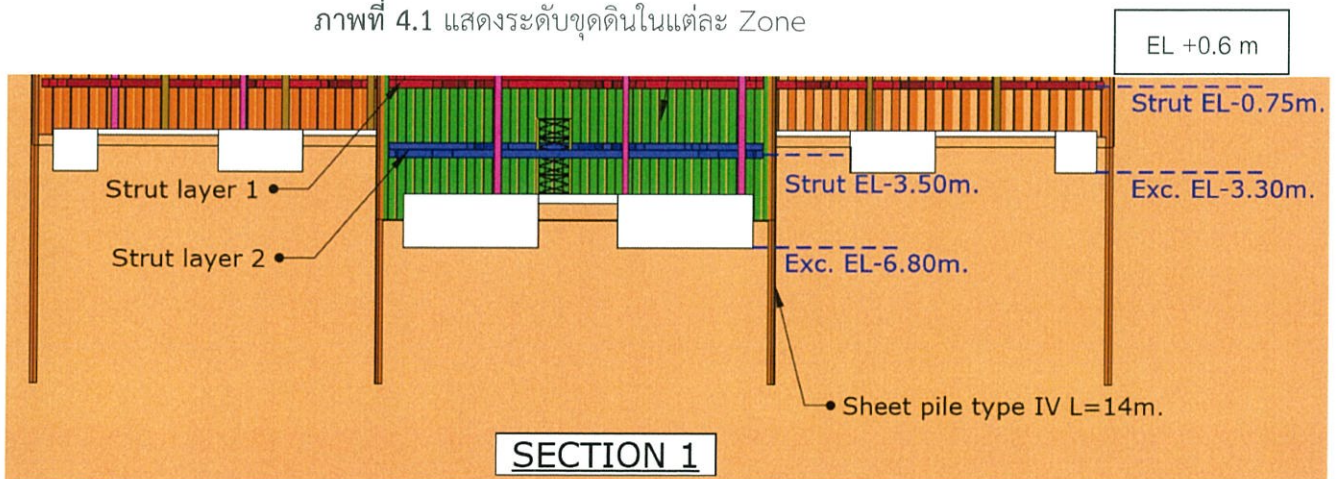 ภาพที่ 4.1 แสดงระดับขุดดินในแต่ละ Zone
EL +0.6 m
Strut EL-0.75m.
Strut layer 1
Strut EL-3.50m.
Exc. EL-3.30m.
Strut layer 2
Exc. EL-6.80m.
Sheet pile type IV L=14m.
SECTION 1